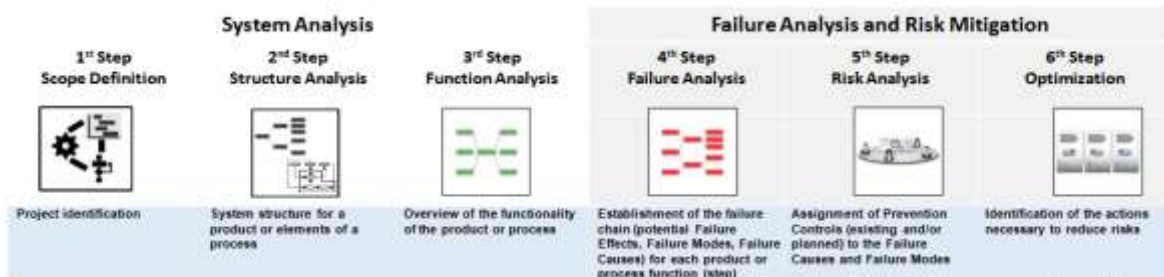 System Analysis
Failure Analysis and Risk Mitigation
1st Step
Scope Definition
2nd Step
Structure Analysis
3rd Step
Function Analysis
4th Step
Failure Analysis
5th Step
Risk Analysis
6th Step
Optimization
Project identification
System structure for a
product or elements of a
process
Overview of the functionality
of the product or process
Establishment of the failure
chain (potential Failure
Effects, Failure Modes, Failure
Causes) for each product or
process function (step)
Assignment of Prevention
Controls (existing and/or
planned) to the Failure
Causes and Failure Modes
Identification of the actions
necessary to reduce risks